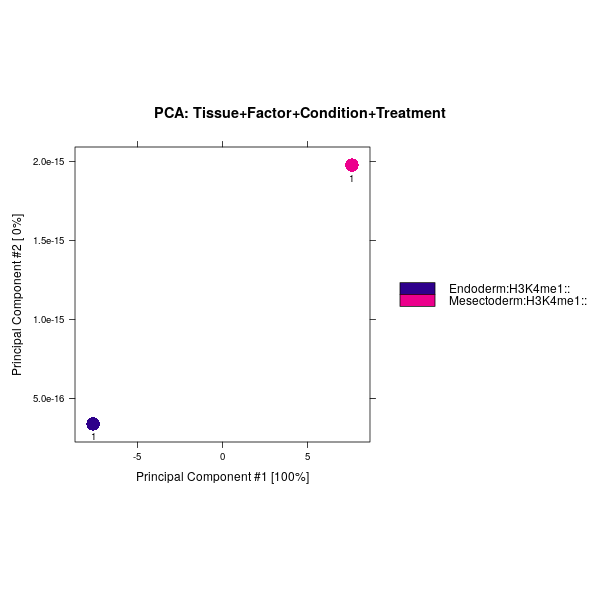 PCA: Tissue+Factor+Condition+Treatment
2.0e-15
1.5e-15
1.0e-15
5.0e-16
Principal Component #2 [ 0%]
1
1
-5
0
5
Principal Component #1 [100%]
Endoderm:H3K4me1::
Mesectoderm:H3K4me1::